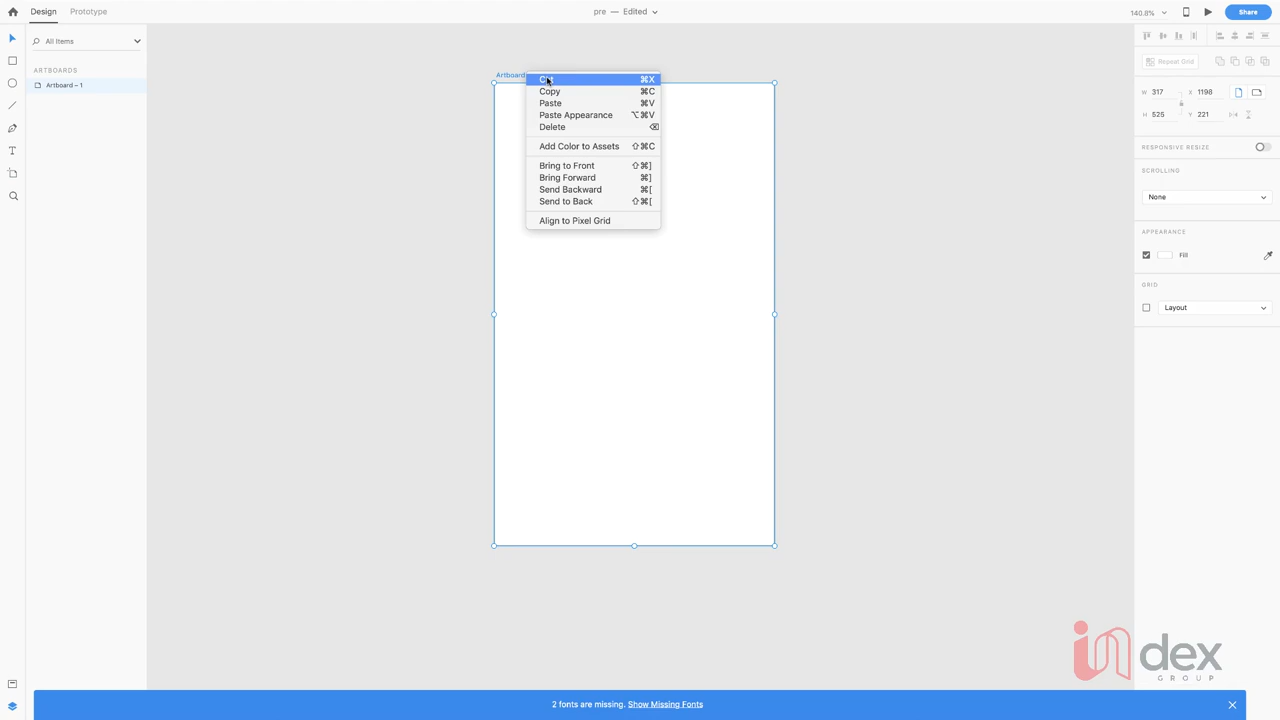 Design Prototype pre — Edited 140.8% Share
All Items
ARTBOARDS
Artboard – 1
Artboard
Cut ⌘X
Copy ⌘C
Paste ⌘V
Paste Appearance ⌥⌘V
Delete ⌫
Add Color to Assets ⇧⌘C
Bring to Front ⇧⌘]
Bring Forward ⌘]
Send Backward ⌘[
Send to Back ⇧⌘[
Align to Pixel Grid
Repeat Grid
W 317 X 1198
H 525 Y 221
RESPONSIVE RESIZE
SCROLLING
None
APPEARANCE
Fill
GRID
Layout
index
GROUP
2 fonts are missing. Show Missing Fonts